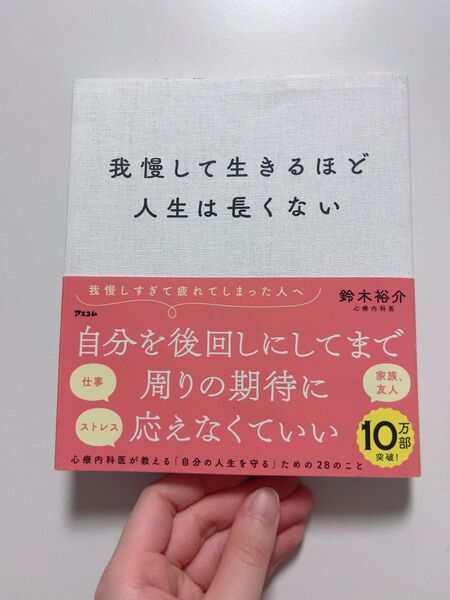 我慢して生きるほど
人生は長くない
我慢しすぎて疲れてしまった人へ
鈴木裕介
心療内科医
アスコム
自分を後回しにしてまで
仕事
周りの期待に
家族、
友人
ストレス
応えなくていい
10万部
突破!
心療内科医が教える「自分の人生を守る」ための28のこと